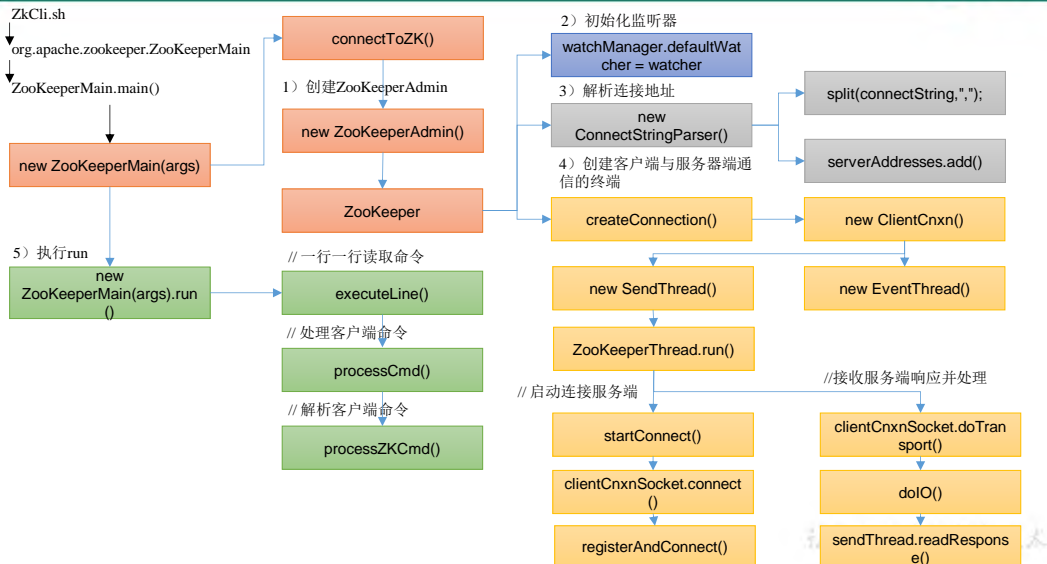 ZkCli.sh
org.apache.zookeeper.ZooKeeperMain
ZooKeeperMain.main()
new ZooKeeperMain(args)
5）执行run
new
ZooKeeperMain(args).run
()
connectToZK()
1）创建ZooKeeperAdmin
new ZooKeeperAdmin()
ZooKeeper
// 一行一行读取命令
executeLine()
// 处理客户端命令
processCmd()
// 解析客户端命令
processZKCmd()
2）初始化监听器
watchManager.defaultWat
cher = watcher
3）解析连接地址
new
ConnectStringParser()
split(connectString,",");
serverAddresses.add()
4）创建客户端与服务器端通
信的终端
createConnection()
new ClientCnxn()
new SendThread()
new EventThread()
ZooKeeperThread.run()
// 启动连接服务端
startConnect()
clientCnxnSocket.connect
()
registerAndConnect()
//接收服务端响应并处理
clientCnxnSocket.doTran
sport()
doIO()
sendThread.readRespons
e()